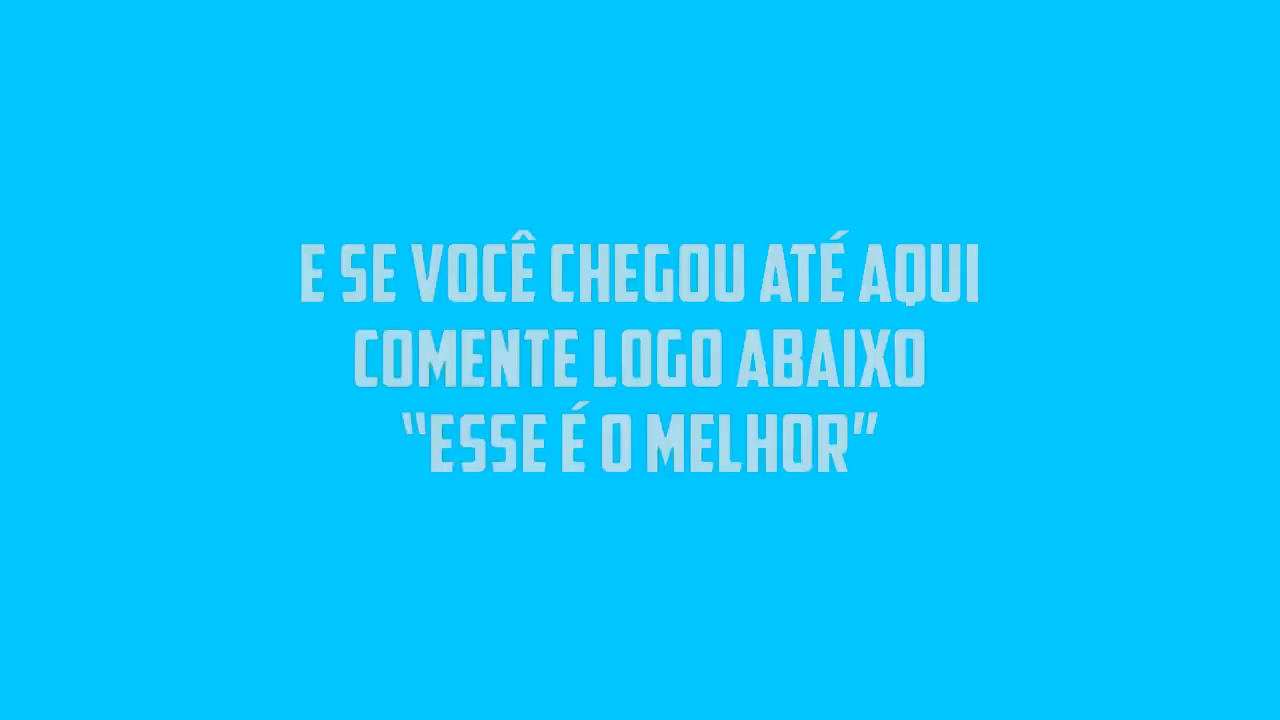 E SE VOCÊ CHEGOU ATÉ AQUI
COMENTE LOGO ABAIXO
“ESSE É O MELHOR”